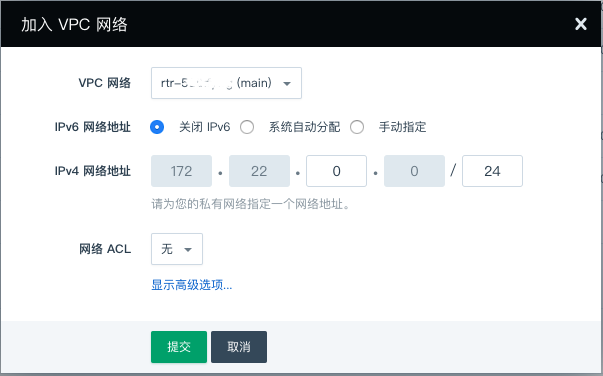 加入 VPC 网络
VPC 网络 (main)
IPv6 网络地址 关闭 IPv6 系统自动分配 手动指定
IPv4 网络地址 172 . 22 . 0 . 0 / 24
请为您的私有网络指定一个网络地址。
网络 ACL 无
显示高级选项...
提交 取消